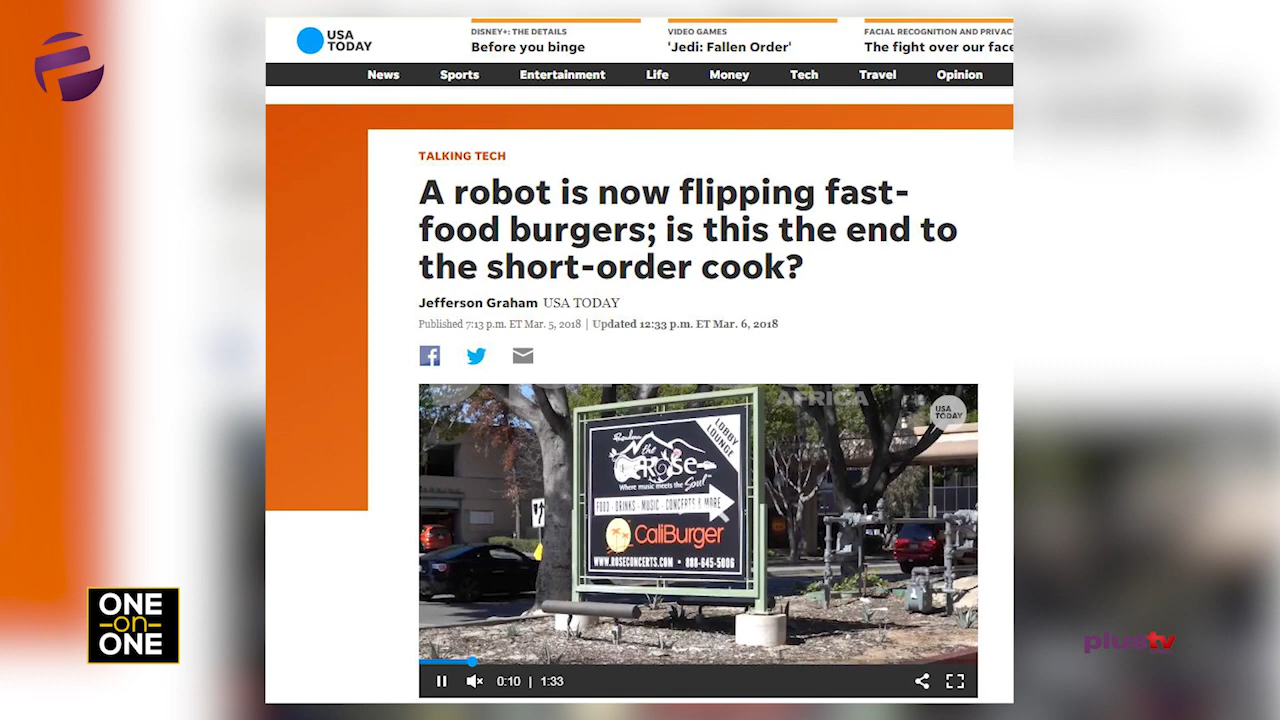 USA
TODAY
DISNEY+: THE DETAILS
Before you binge
VIDEO GAMES
'Jedi: Fallen Order'
FACIAL RECOGNITION AND PRIVAC
The fight over our face
News Sports Entertainment Life Money Tech Travel Opinion
TALKING TECH
A robot is now flipping fast-
food burgers; is this the end to
the short-order cook?
Jefferson Graham USA TODAY
Published 7:13 p.m. ET Mar. 5, 2018 | Updated 12:33 p.m. ET Mar. 6, 2018
AFRICA
USA
TODAY
LOBBY
LOUNGE
the
Rose
Where music meets the Soul
FOOD - DRINKS - MUSIC - CONCERTS & MORE
CaliBurger
WWW.ROSECONCERTS.COM • 888-645-5006
0:10 | 1:33
ONE
on
ONE
plustv